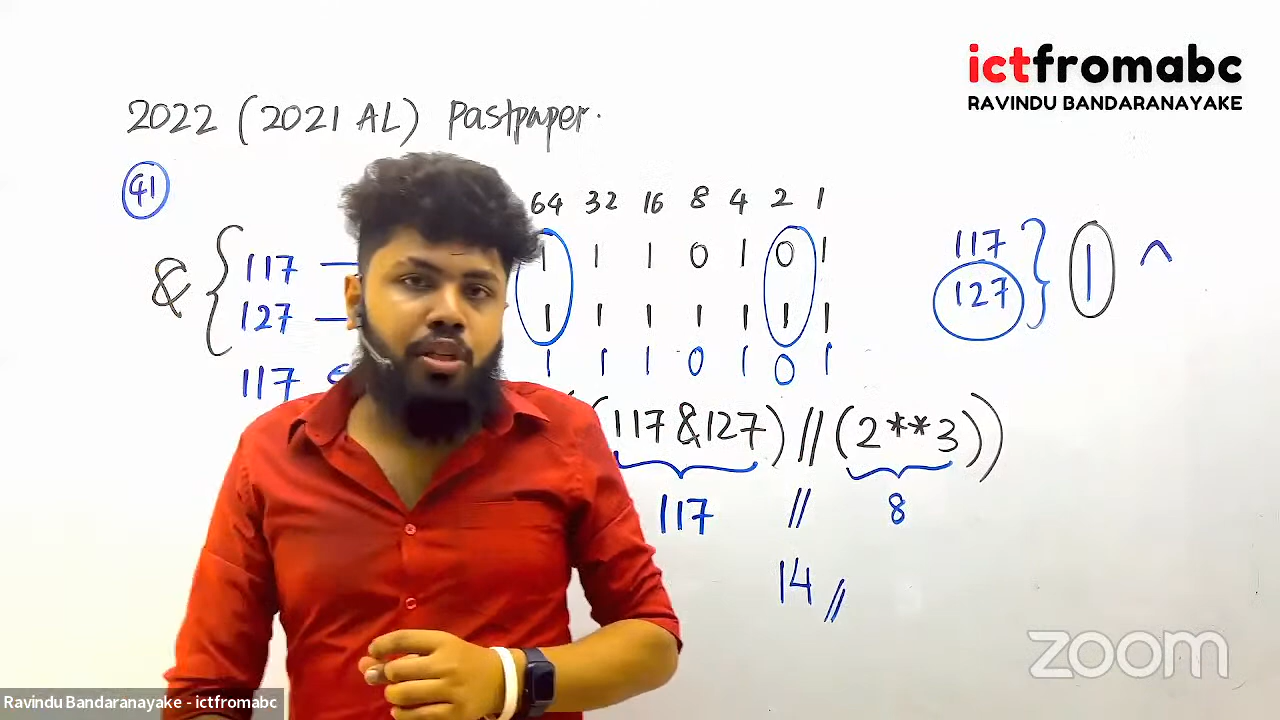 ictfromabc
RAVINDU BANDARANAYAKE
2022 (2021 AL) Pastpaper.
41
64 32 16 8 4 2 1
& { 117 — 1 1 1 0 1 0 1
127 — 1 1 1 1 1 1 1
117 1 1 1 0 1 0 1
117
127 } | ^
(117 & 127) // (2**3))
117 // 8
14 //
zoom
Ravindu Bandaranayake - ictfromabc